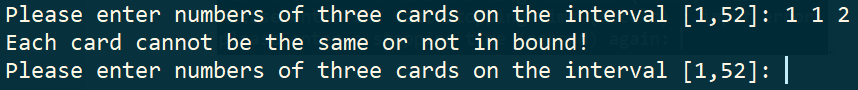 Please enter numbers of three cards on the interval [1,52]: 1 1 2
Each card cannot be the same or not in bound!
Please enter numbers of three cards on the interval [1,52]: